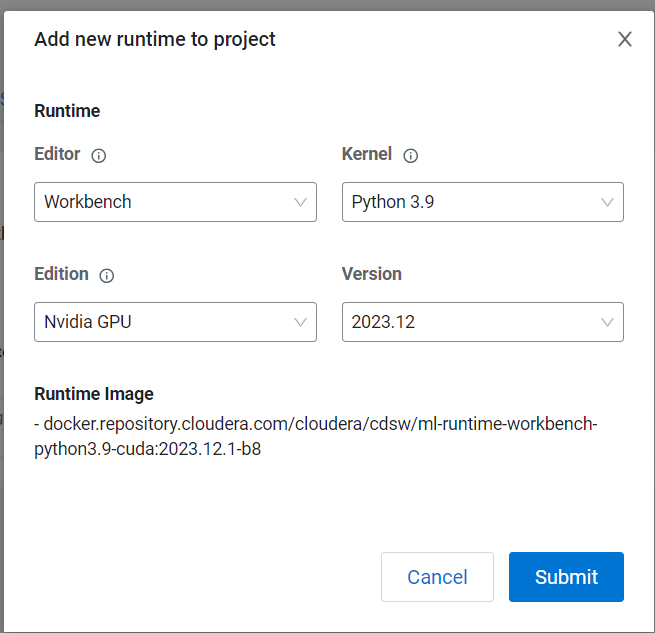 Add new runtime to project
Runtime
Editor
Kernel
Workbench
Python 3.9
Edition
Version
Nvidia GPU
2023.12
Runtime Image
- docker.repository.cloudera.com/cloudera/cdsw/ml-runtime-workbench-
python3.9-cuda:2023.12.1-b8
Cancel
Submit